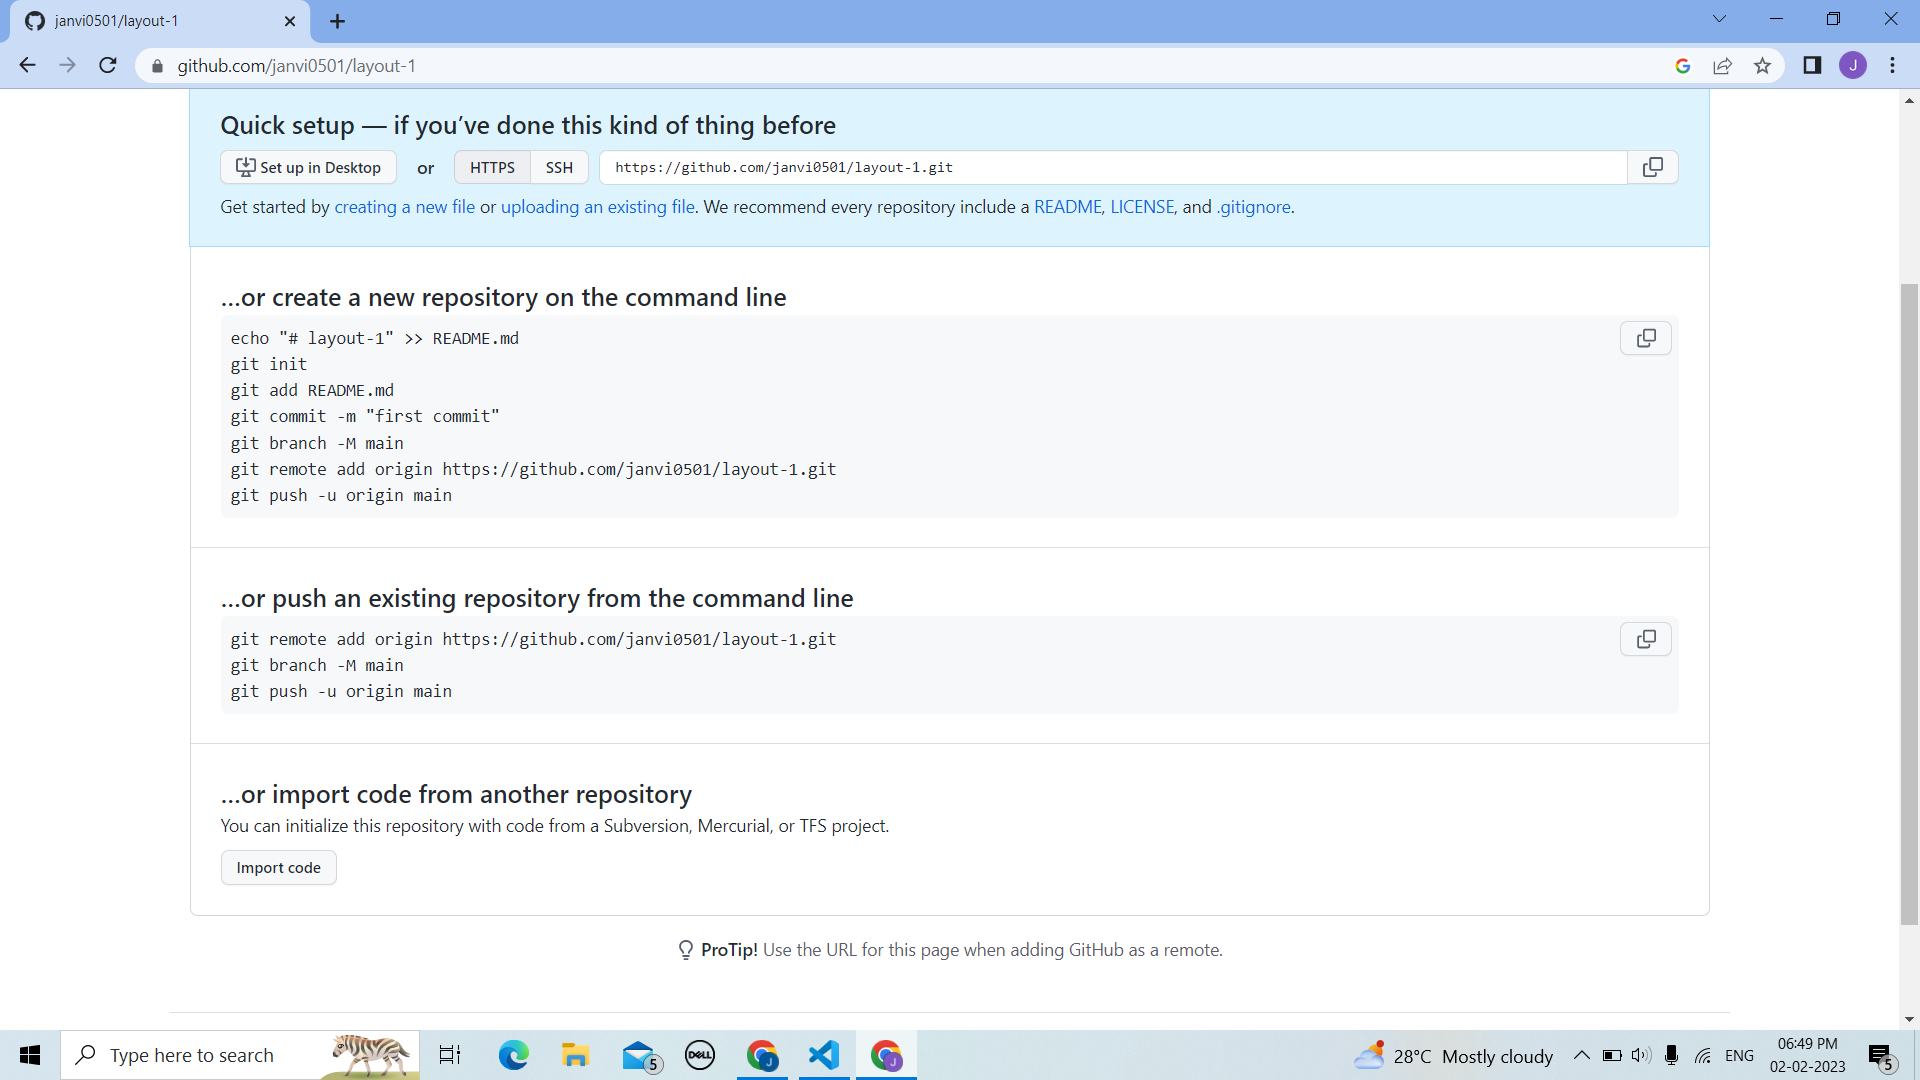 janvi0501/layout-1
github.com/janvi0501/layout-1
J
Quick setup — if you’ve done this kind of thing before
Set up in Desktop or HTTPS SSH https://github.com/janvi0501/layout-1.git
Get started by creating a new file or uploading an existing file. We recommend every repository include a README, LICENSE, and .gitignore.
…or create a new repository on the command line
echo "# layout-1" >> README.md
git init
git add README.md
git commit -m "first commit"
git branch -M main
git remote add origin https://github.com/janvi0501/layout-1.git
git push -u origin main
…or push an existing repository from the command line
git remote add origin https://github.com/janvi0501/layout-1.git
git branch -M main
git push -u origin main
…or import code from another repository
You can initialize this repository with code from a Subversion, Mercurial, or TFS project.
Import code
ProTip! Use the URL for this page when adding GitHub as a remote.
Type here to search 5 DELL J J 28°C Mostly cloudy ENG 06:49 PM 5
02-02-2023